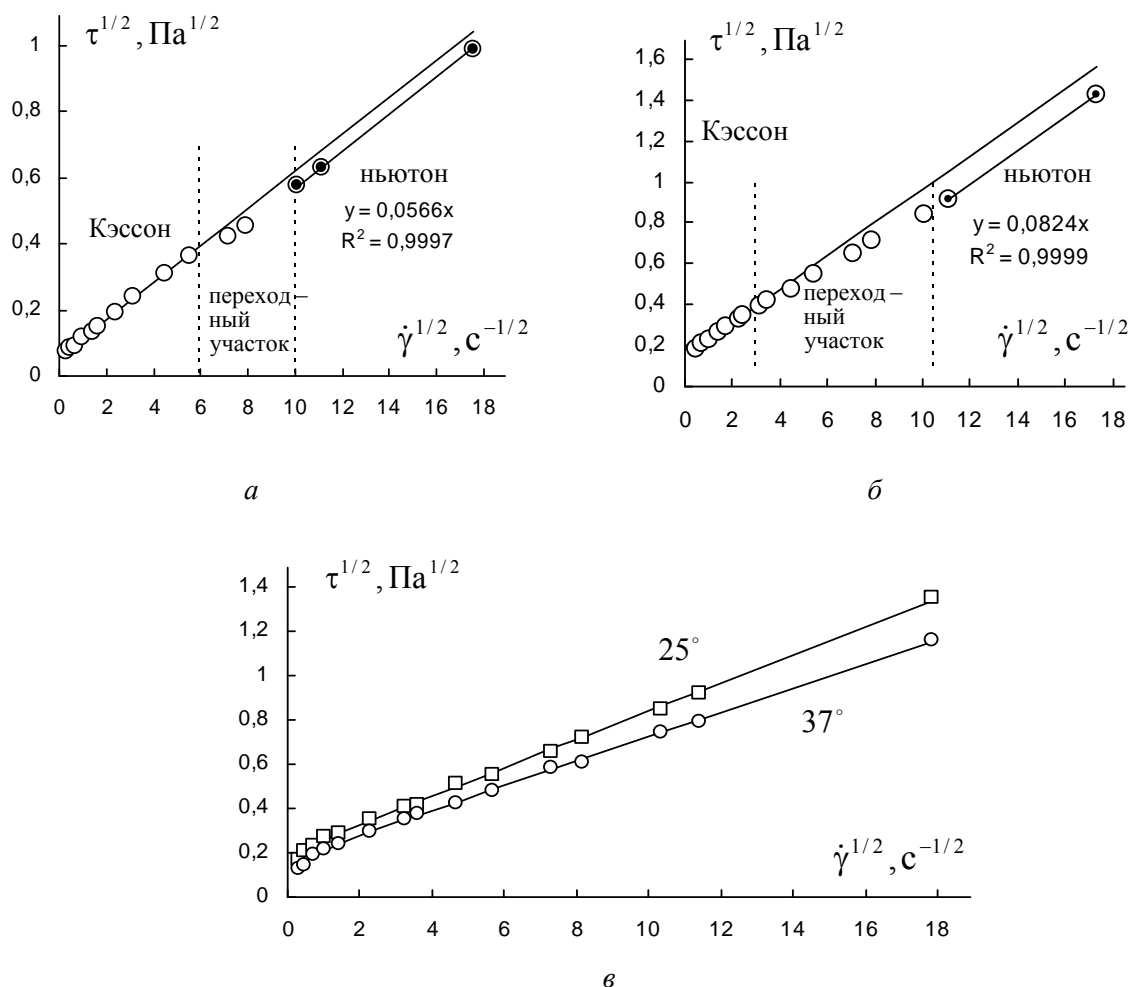 τ^{1/2}, Па^{1/2}
1
0,8
0,6
0,4
0,2
0
Кэссон
ньютон
y = 0,0566x
R² = 0,9997
переход –
ный
участок
γ̇^{1/2}, с^{−1/2}
0 2 4 6 8 10 12 14 16 18
а
τ^{1/2}, Па^{1/2}
1,6
1,4
1,2
1
0,8
0,6
0,4
0,2
0
Кэссон
ньютон
y = 0,0824x
R² = 0,9999
переход –
ный
участок
γ̇^{1/2}, с^{−1/2}
0 2 4 6 8 10 12 14 16 18
б
τ^{1/2}, Па^{1/2}
1,4
1,2
1
0,8
0,6
0,4
0,2
0
25°
37°
γ̇^{1/2}, с^{−1/2}
0 2 4 6 8 10 12 14 16 18
в